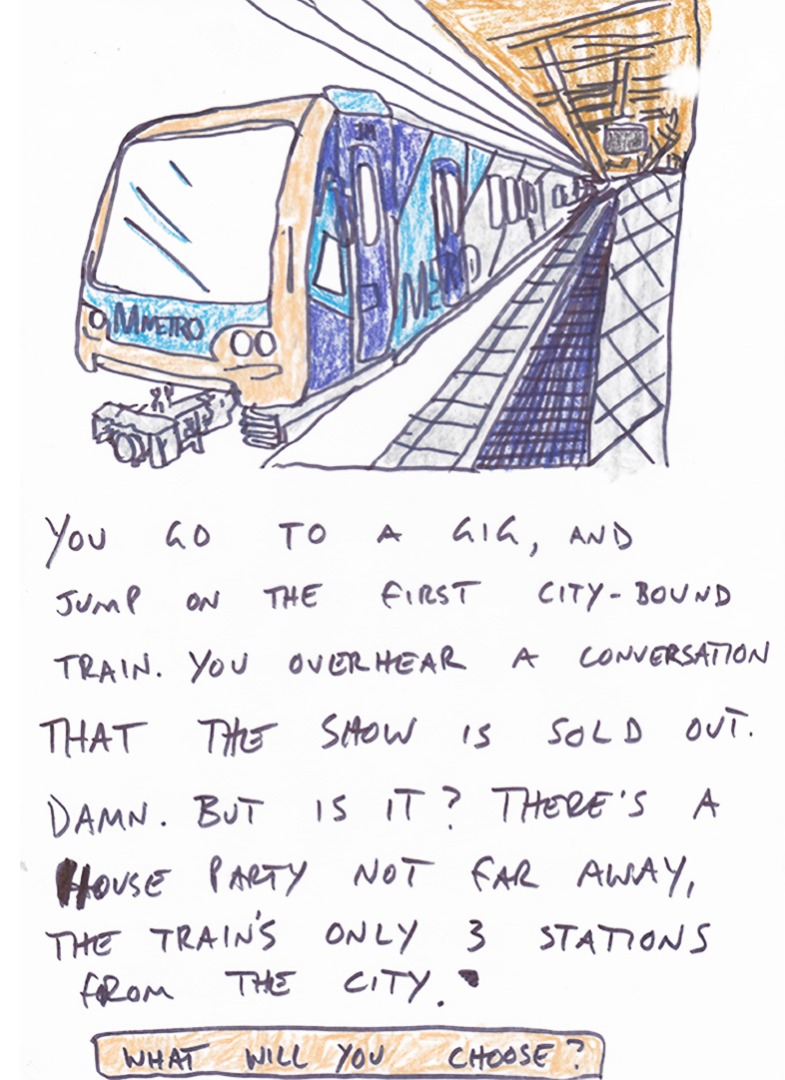 MMETRO
METRO
YOU GO TO A GIG, AND
JUMP ON THE FIRST CITY-BOUND
TRAIN. YOU OVERHEAR A CONVERSATION
THAT THE SHOW IS SOLD OUT.
DAMN. BUT IS IT? THERE'S A
HOUSE PARTY NOT FAR AWAY,
THE TRAIN'S ONLY 3 STATIONS
FROM THE CITY.
WHAT WILL YOU CHOOSE?